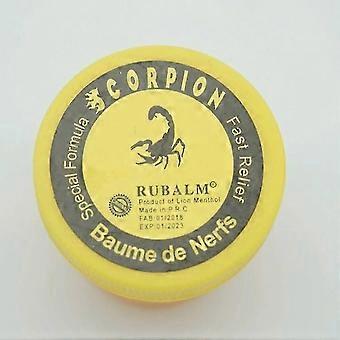 SCORPION
Special Formula
Fast Relief
RUBALM®
Product of Lion Menthol
Made in P.R.C
FAB:01/2018
EXP:01/2023
Baume de Nerfs